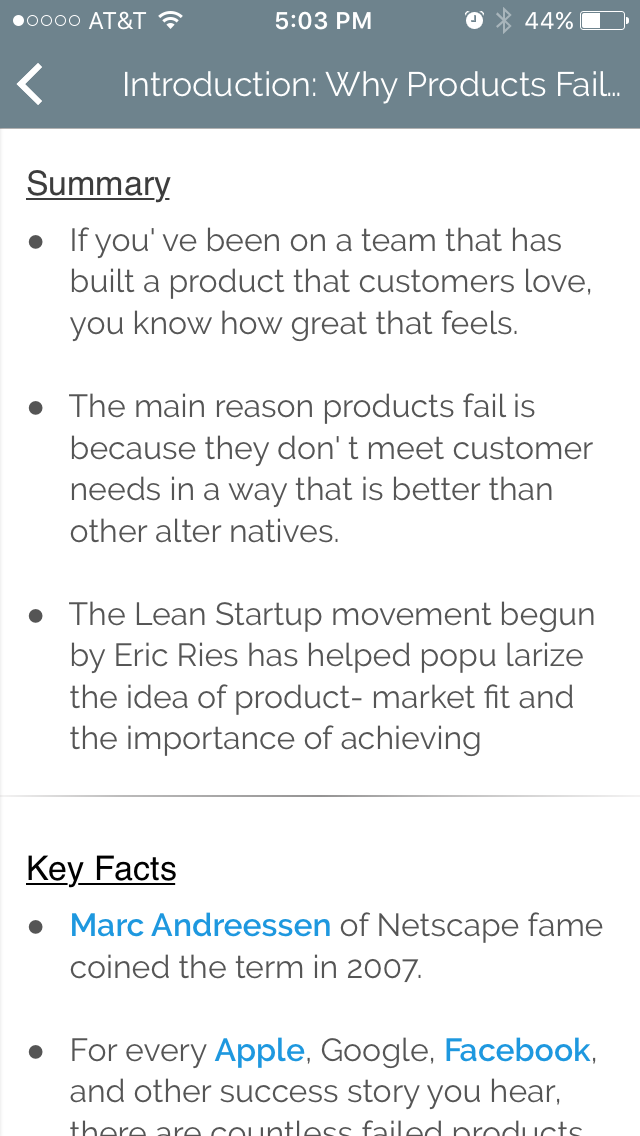 AT&T 5:03 PM 44%
Introduction: Why Products Fail...
Summary
● If you' ve been on a team that has
built a product that customers love,
you know how great that feels.
● The main reason products fail is
because they don' t meet customer
needs in a way that is better than
other alter natives.
● The Lean Startup movement begun
by Eric Ries has helped popu larize
the idea of product- market fit and
the importance of achieving
Key Facts
● Marc Andreessen of Netscape fame
coined the term in 2007.
● For every Apple, Google, Facebook,
and other success story you hear,
there are countless failed products